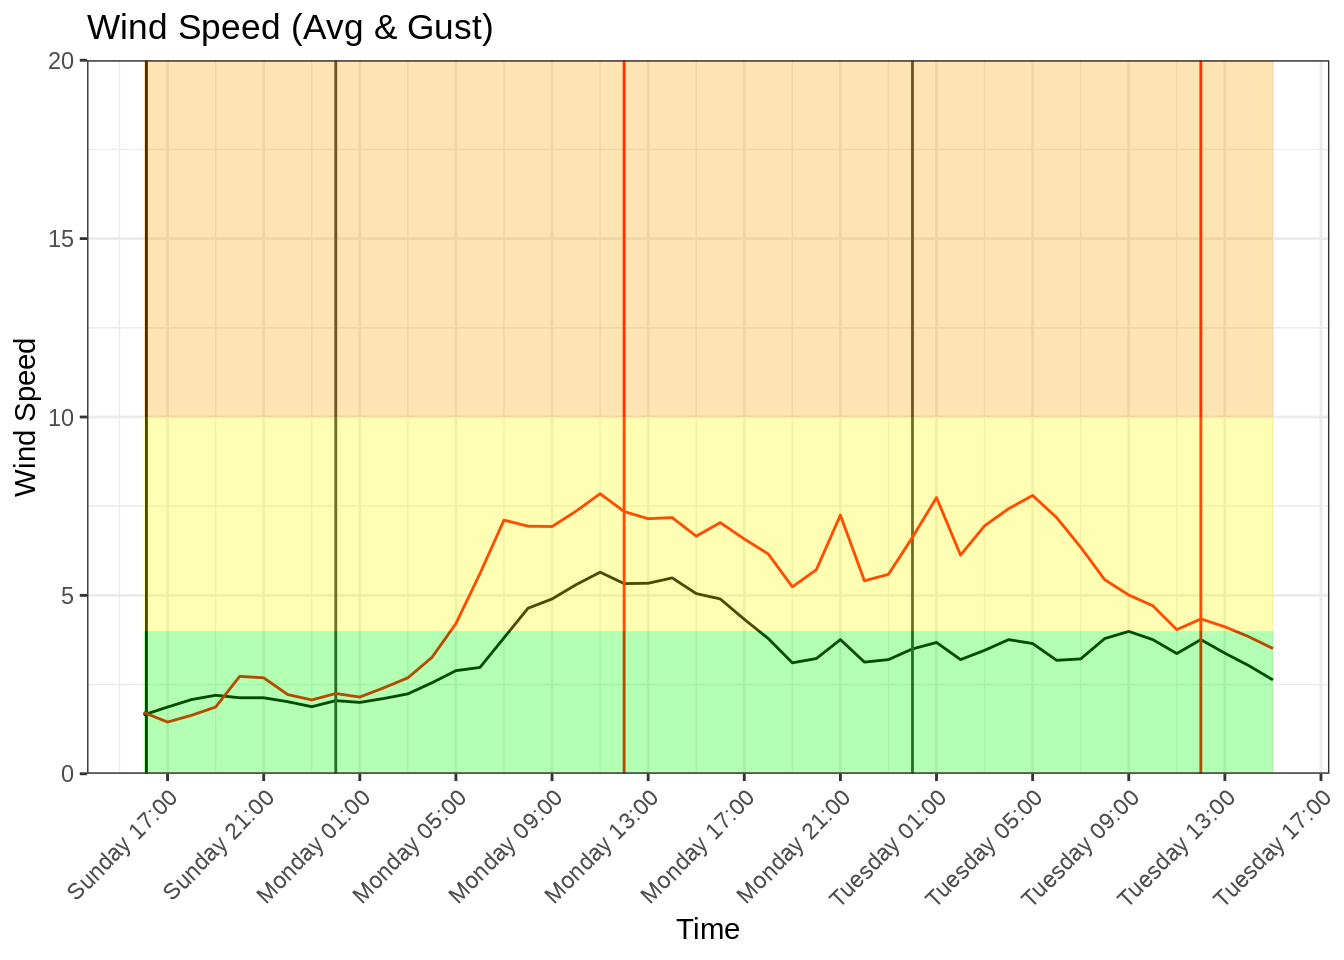 Wind Speed (Avg & Gust)
20
15
10
5
0
Wind Speed
Sunday 17:00
Sunday 21:00
Monday 01:00
Monday 05:00
Monday 09:00
Monday 13:00
Monday 17:00
Monday 21:00
Tuesday 01:00
Tuesday 05:00
Tuesday 09:00
Tuesday 13:00
Tuesday 17:00
Time